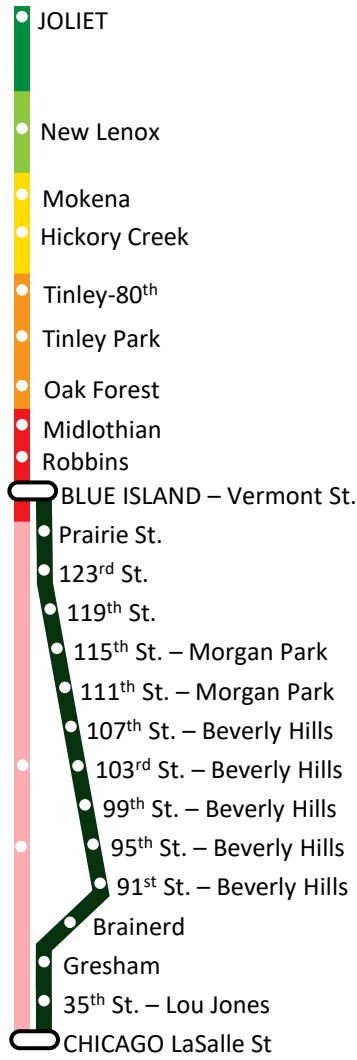 JOLIET
New Lenox
Mokena
Hickory Creek
Tinley-80th
Tinley Park
Oak Forest
Midlothian
Robbins
BLUE ISLAND – Vermont St.
Prairie St.
123rd St.
119th St.
115th St. – Morgan Park
111th St. – Morgan Park
107th St. – Beverly Hills
103rd St. – Beverly Hills
99th St. – Beverly Hills
95th St. – Beverly Hills
91st St. – Beverly Hills
Brainerd
Gresham
35th St. – Lou Jones
CHICAGO LaSalle St